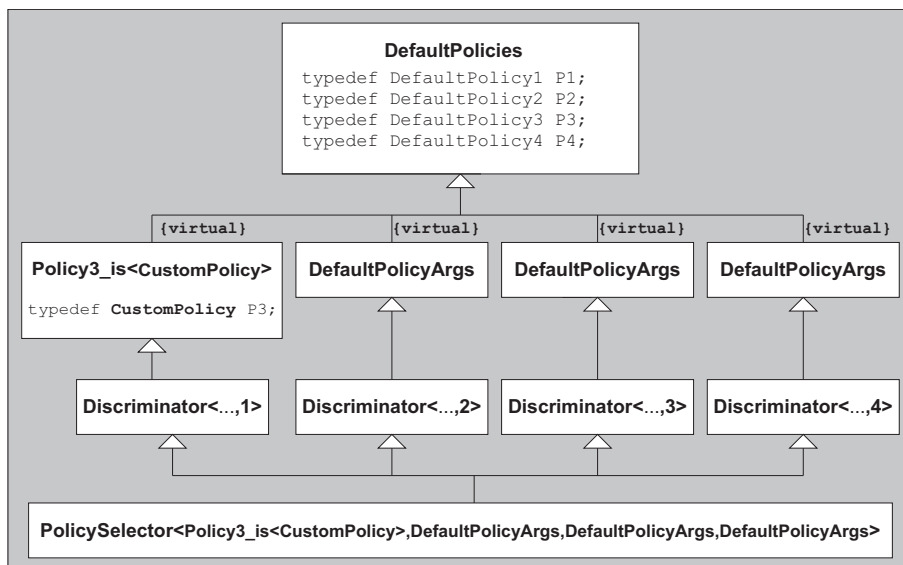 DefaultPolicies
typedef DefaultPolicy1 P1;
typedef DefaultPolicy2 P2;
typedef DefaultPolicy3 P3;
typedef DefaultPolicy4 P4;
{virtual} {virtual} {virtual} {virtual}
Policy3_is<CustomPolicy>
typedef CustomPolicy P3;
DefaultPolicyArgs
DefaultPolicyArgs
DefaultPolicyArgs
Discriminator<...,1>
Discriminator<...,2>
Discriminator<...,3>
Discriminator<...,4>
PolicySelector<Policy3_is<CustomPolicy>,DefaultPolicyArgs,DefaultPolicyArgs,DefaultPolicyArgs>